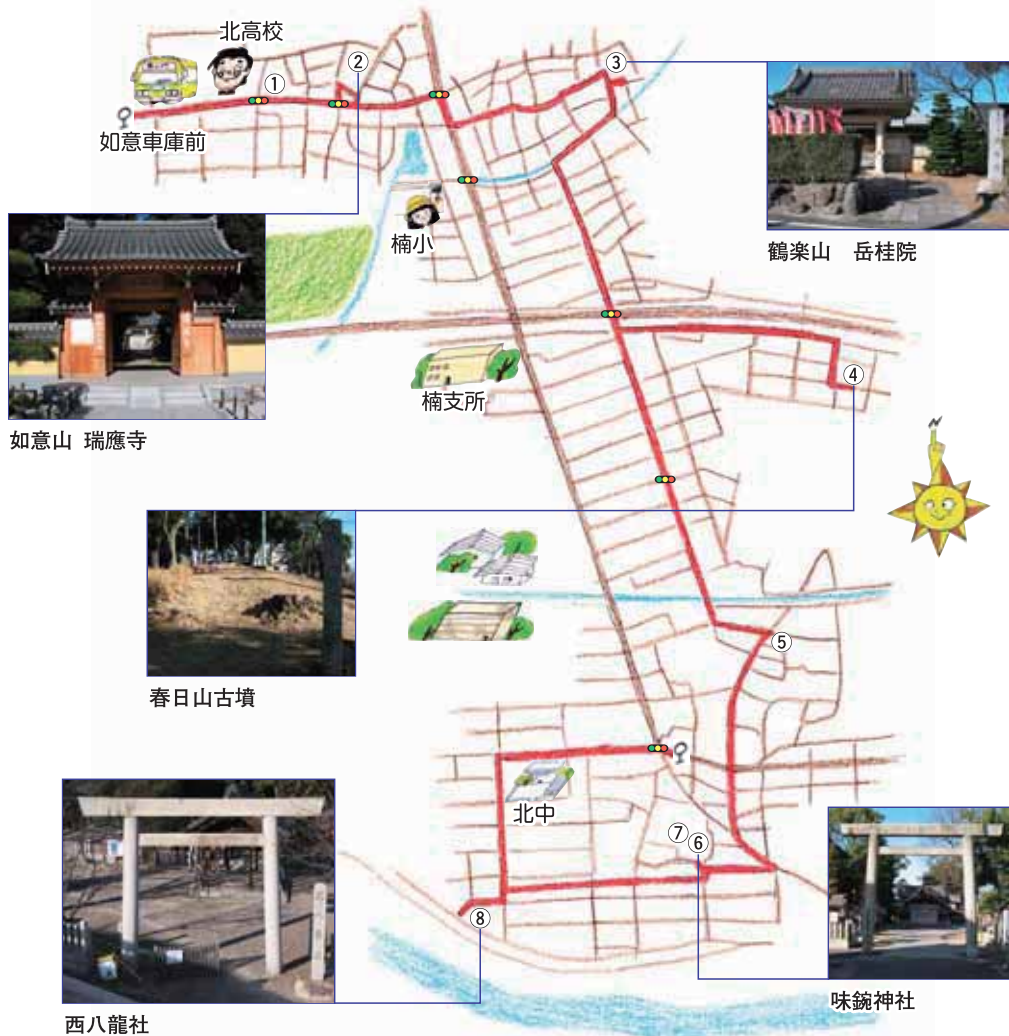 北高校
①
②
③
如意車庫前
楠小
鶴楽山　岳桂院
楠支所
④
如意山 瑞應寺
N
春日山古墳
⑤
北中
⑦
⑥
⑧
味鋺神社
西八龍社